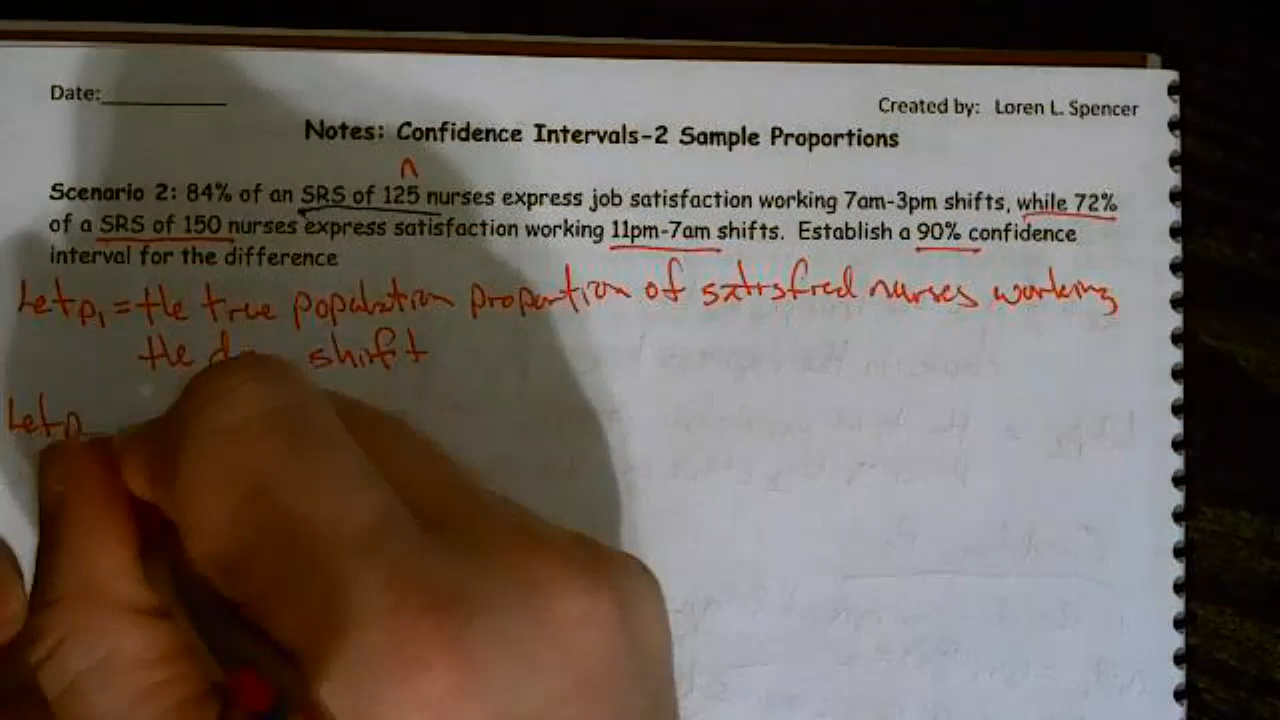 Date:__________
Created by: Loren L. Spencer
Notes: Confidence Intervals-2 Sample Proportions
n
Scenario 2: 84% of an SRS of 125 nurses express job satisfaction working 7am-3pm shifts, while 72%
of a SRS of 150 nurses express satisfaction working 11pm-7am shifts. Establish a 90% confidence
interval for the difference
Let p₁ = the true population proportion of satisfied nurses working
the shift
Let p